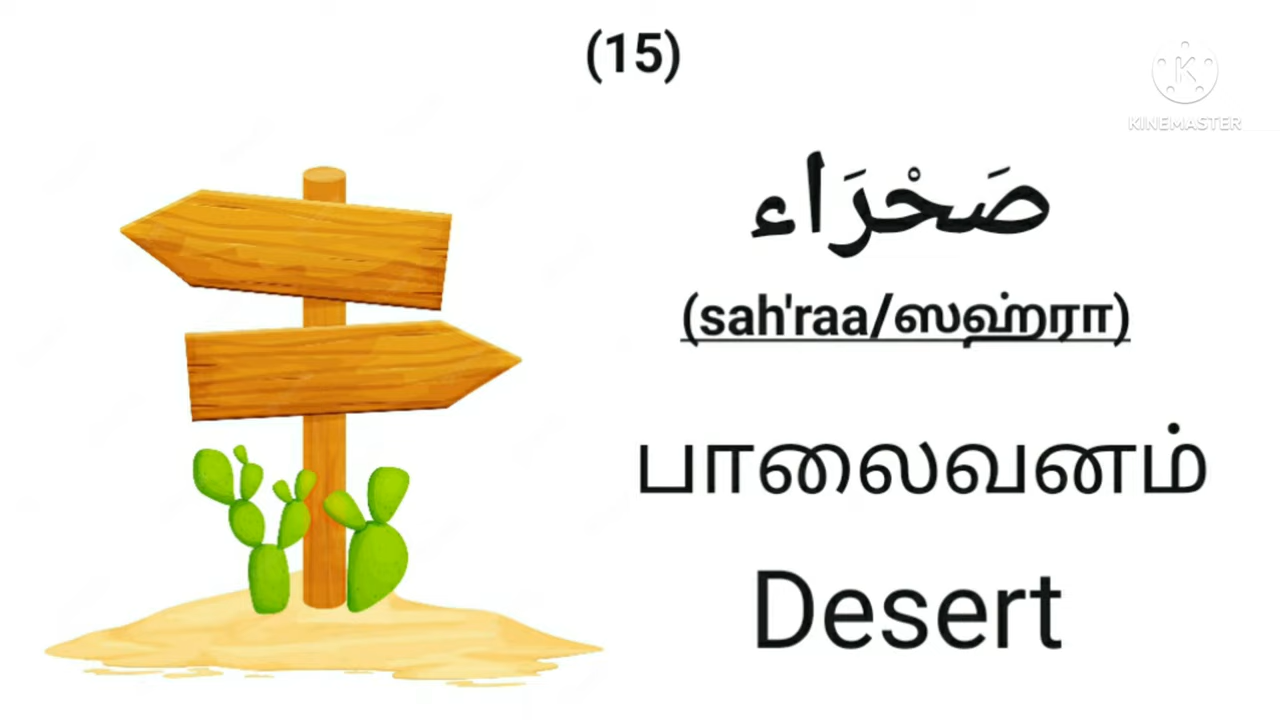 (15)
KINEMASTER
صَحْرَاء
(sah'raa/ஸஹ்ரா)
பாலைவனம்
Desert